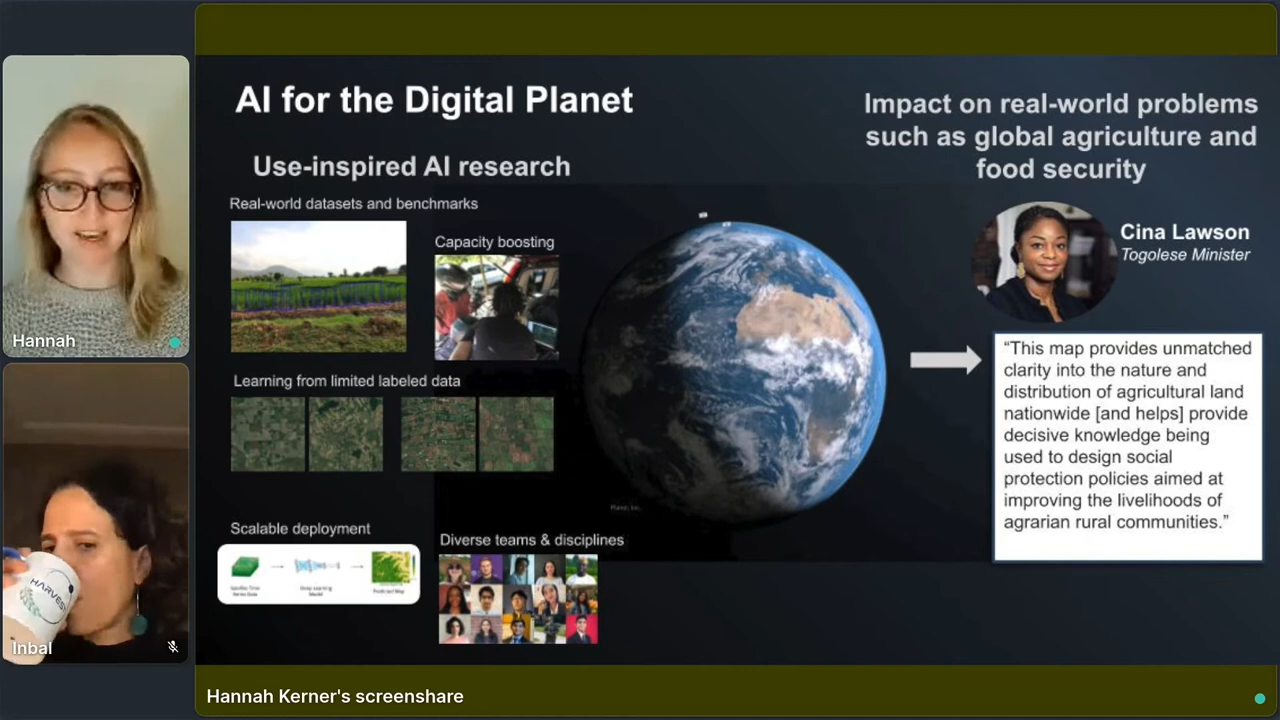 AI for the Digital Planet
Use-inspired AI research
Real-world datasets and benchmarks
Capacity boosting
Learning from limited labeled data
Scalable deployment
Diverse teams & disciplines
Impact on real-world problems
such as global agriculture and
food security
Cina Lawson
Togolese Minister
“This map provides unmatched
clarity into the nature and
distribution of agricultural land
nationwide [and helps] provide
decisive knowledge being
used to design social
protection policies aimed at
improving the livelihoods of
agrarian rural communities.”
Hannah
HARVEST
Inbal
Hannah Kerner's screenshare